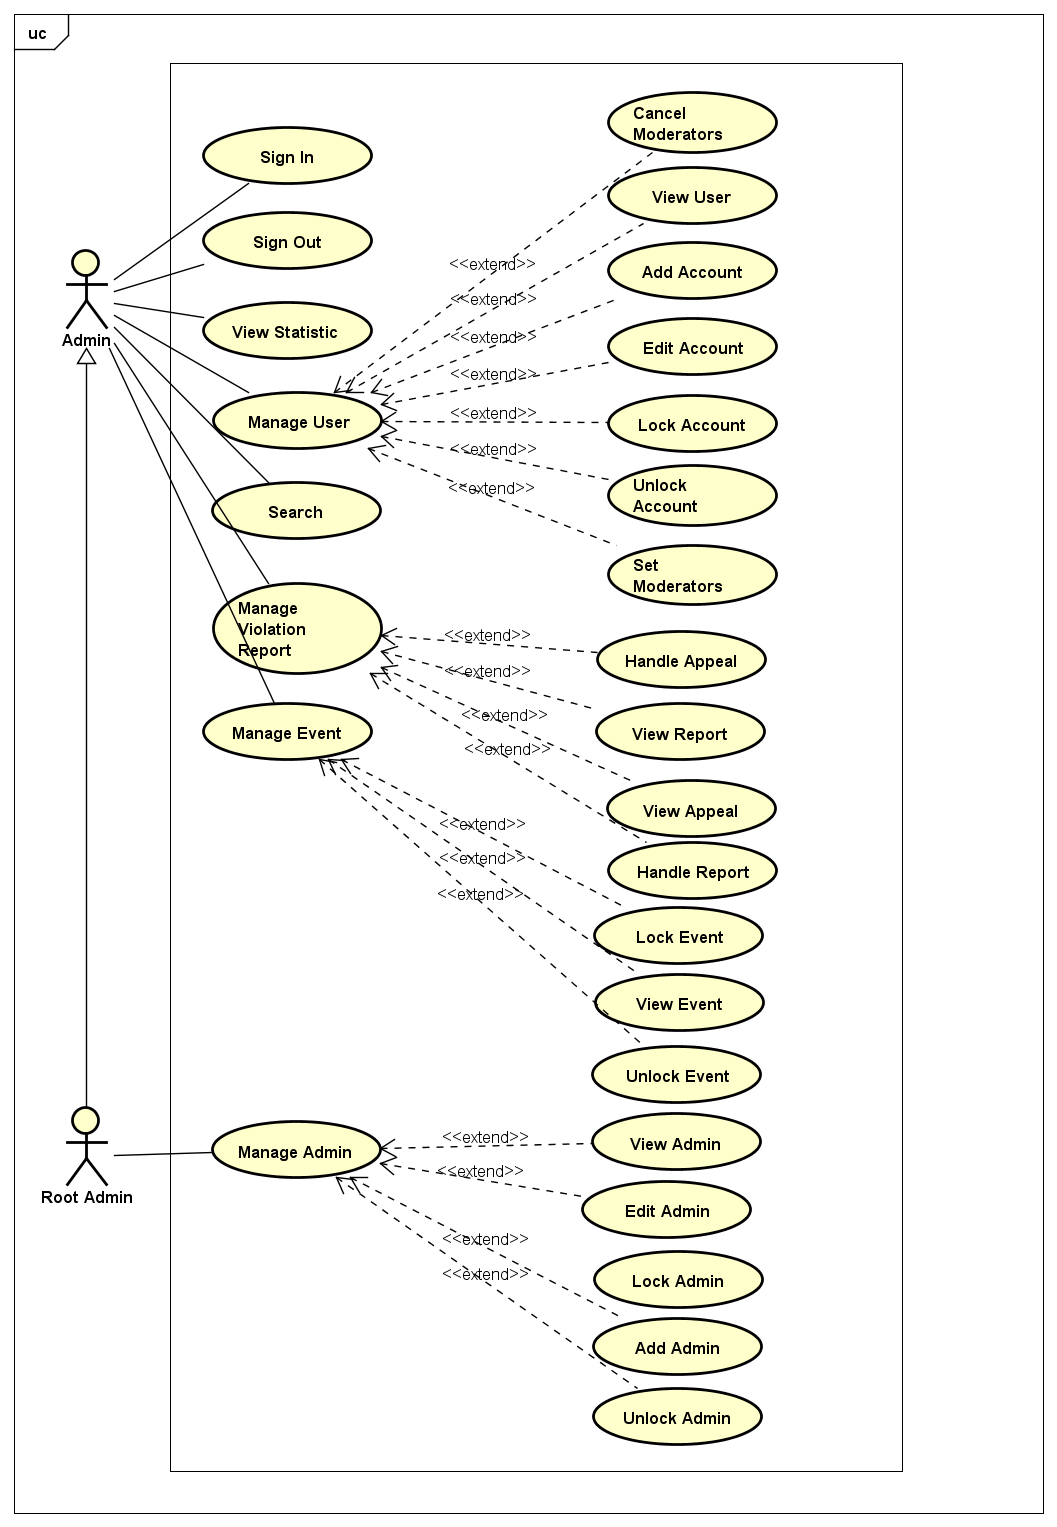 uc
Cancel
Moderators
Sign In
View User
Sign Out
<<extend>>
Add Account
<<extend>>
View Statistic
<<extend>>
Admin
Edit Account
<<extend>>
<<extend>>
Manage User
Lock Account
<<extend>>
Unlock
Account
<<extend>>
Search
Set
Moderators
Manage
Violation
Report
<<extend>>
Handle Appeal
<<extend>>
<<extend>>
Manage Event
View Report
<<extend>>
View Appeal
<<extend>>
<<extend>>
Handle Report
<<extend>>
Lock Event
View Event
Unlock Event
<<extend>>
View Admin
Manage Admin
<<extend>>
Root Admin
Edit Admin
<<extend>>
<<extend>>
Lock Admin
Add Admin
Unlock Admin